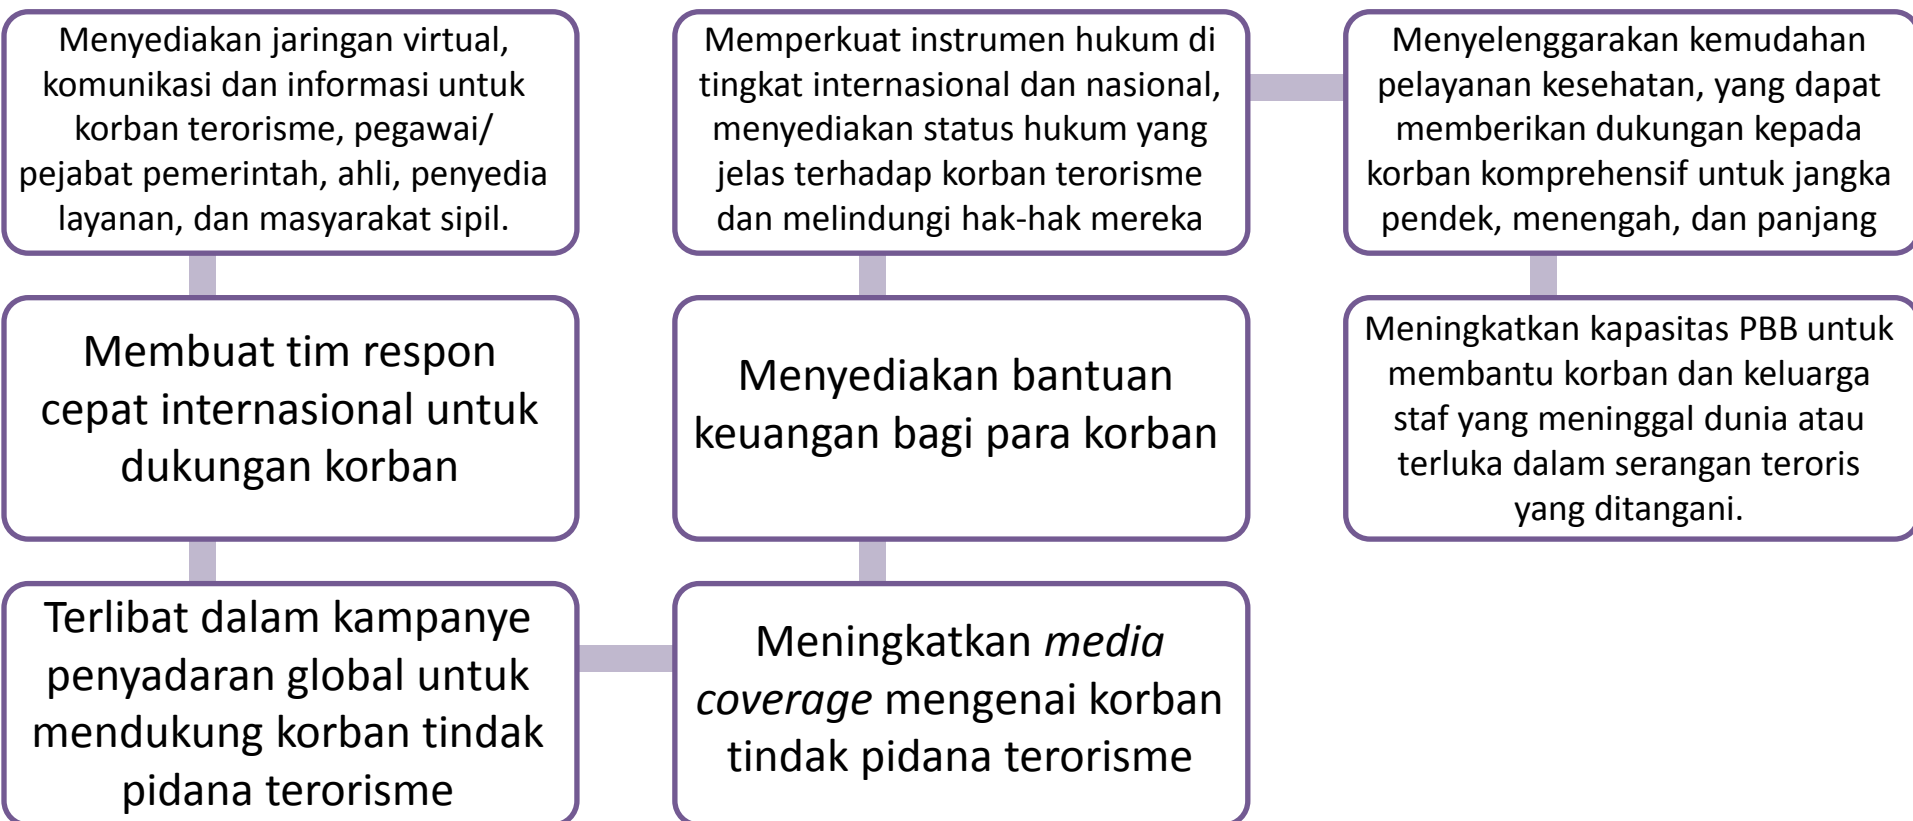 Menyediakan jaringan virtual,
komunikasi dan informasi untuk
korban terorisme, pegawai/
pejabat pemerintah, ahli, penyedia
layanan, dan masyarakat sipil.
Membuat tim respon
cepat internasional untuk
dukungan korban
Terlibat dalam kampanye
penyadaran global untuk
mendukung korban tindak
pidana terorisme
Meningkatkan media
coverage mengenai korban
tindak pidana terorisme
Menyediakan bantuan
keuangan bagi para korban
Memperkuat instrumen hukum di
tingkat internasional dan nasional,
menyediakan status hukum yang
jelas terhadap korban terorisme
dan melindungi hak-hak mereka
Menyelenggarakan kemudahan
pelayanan kesehatan, yang dapat
memberikan dukungan kepada
korban komprehensif untuk jangka
pendek, menengah, dan panjang
Meningkatkan kapasitas PBB untuk
membantu korban dan keluarga
staf yang meninggal dunia atau
terluka dalam serangan teroris
yang ditangani.